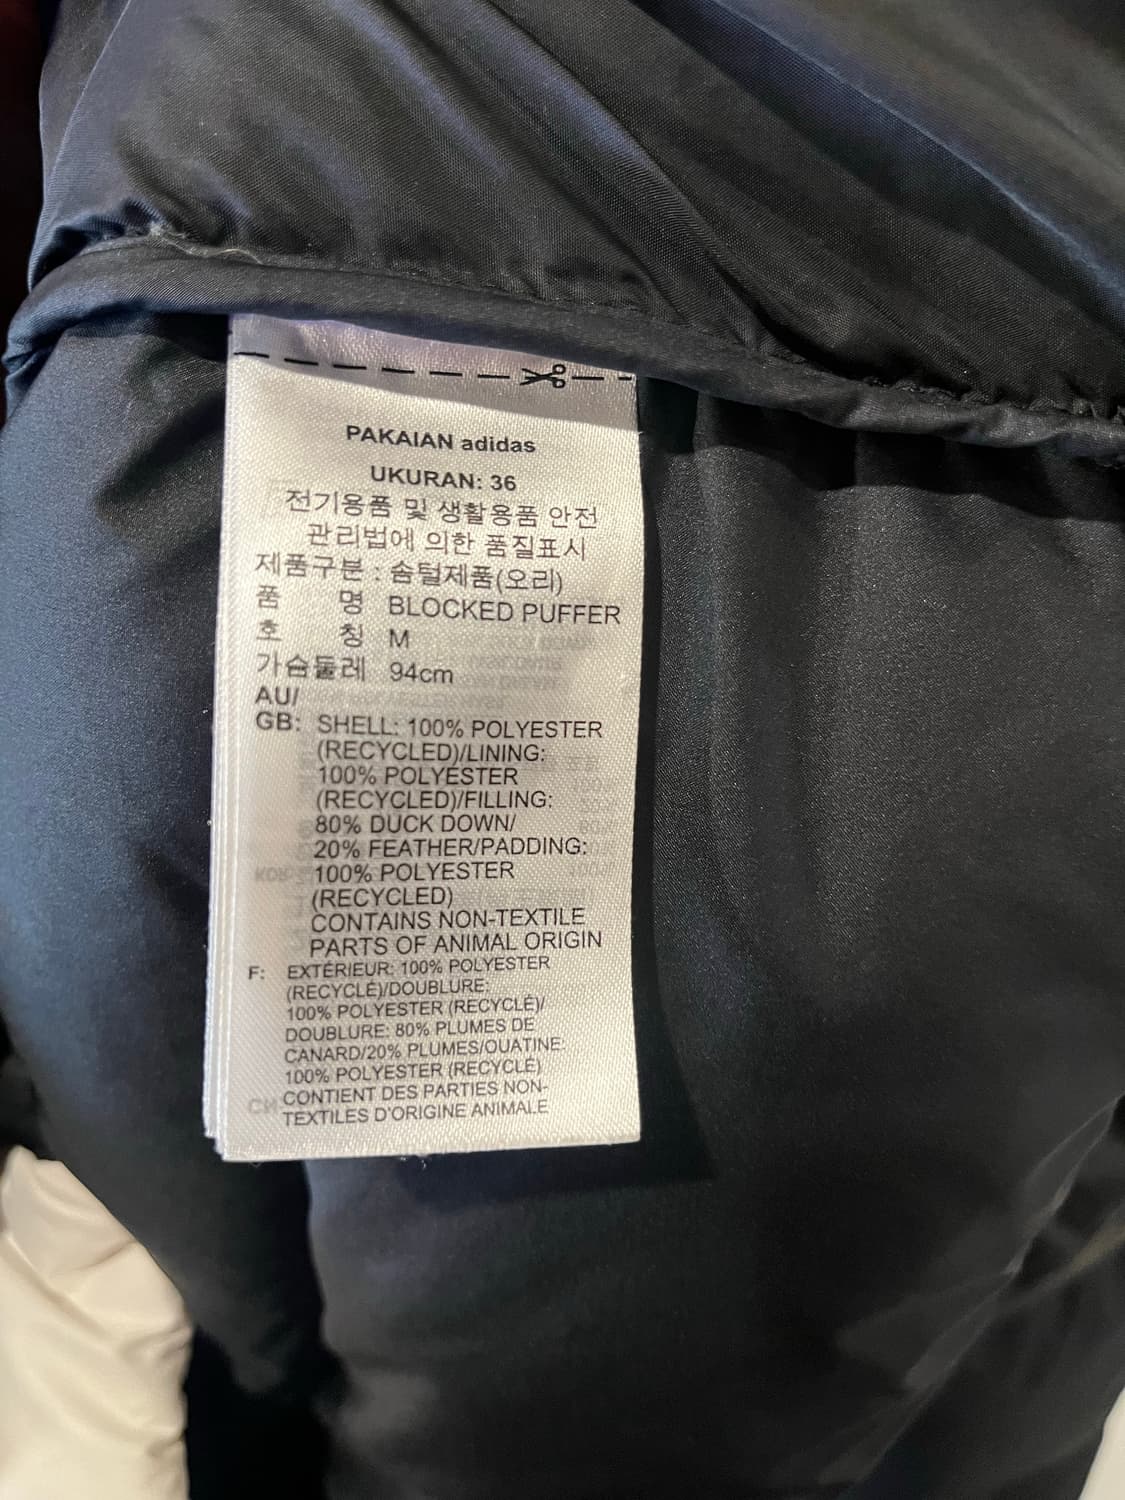 PAKAIAN adidas
UKURAN: 36
전기용품 및 생활용품 안전
관리법에 의한 품질표시
제품구분 : 솜털제품(오리)
품 명 BLOCKED PUFFER
호 칭 M
가슴둘레 94cm
AU/
GB: SHELL: 100% POLYESTER
(RECYCLED)/LINING:
100% POLYESTER
(RECYCLED)/FILLING:
80% DUCK DOWN/
20% FEATHER/PADDING:
100% POLYESTER
(RECYCLED)
CONTAINS NON-TEXTILE
PARTS OF ANIMAL ORIGIN
F: EXTÉRIEUR: 100% POLYESTER
(RECYCLÉ)/DOUBLURE:
100% POLYESTER (RECYCLÉ)/
DOUBLURE: 80% PLUMES DE
CANARD/20% PLUMES/OUATINE:
100% POLYESTER (RECYCLÉ)
CONTIENT DES PARTIES NON-
TEXTILES D'ORIGINE ANIMALE